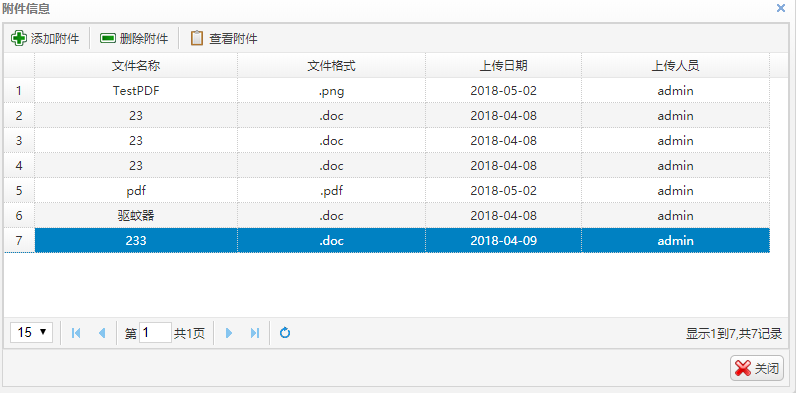 附件信息
添加附件 删除附件 查看附件
文件名称 文件格式 上传日期 上传人员
1 TestPDF .png 2018-05-02 admin
2 23 .doc 2018-04-08 admin
3 23 .doc 2018-04-08 admin
4 23 .doc 2018-04-08 admin
5 pdf .pdf 2018-05-02 admin
6 驱蚊器 .doc 2018-04-08 admin
7 233 .doc 2018-04-09 admin
15 第 1 共1页 显示1到7,共7记录
关闭